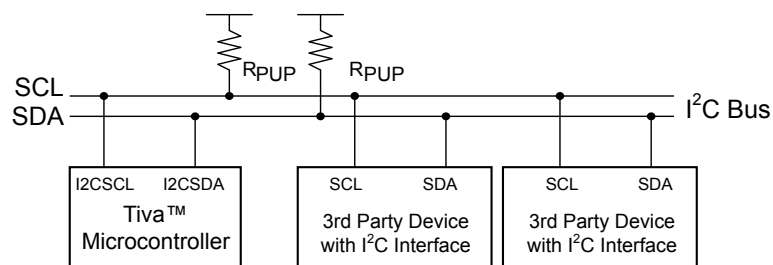 RPUP
RPUP
SCL
SDA
I²C Bus
I2CSCL I2CSDA
Tiva™
Microcontroller
SCL SDA
3rd Party Device
with I²C Interface
SCL SDA
3rd Party Device
with I²C Interface